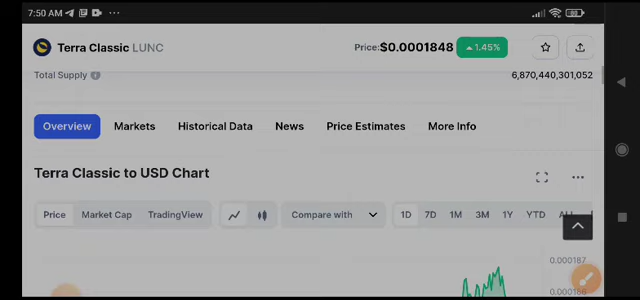 7:50 AM
Terra Classic LUNC Price:$0.0001848 1.45%
Total Supply 6,870,440,301,052
Overview Markets Historical Data News Price Estimates More Info
Terra Classic to USD Chart
Price Market Cap TradingView Compare with 1D 7D 1M 3M 1Y YTD
0.000187
0.000186